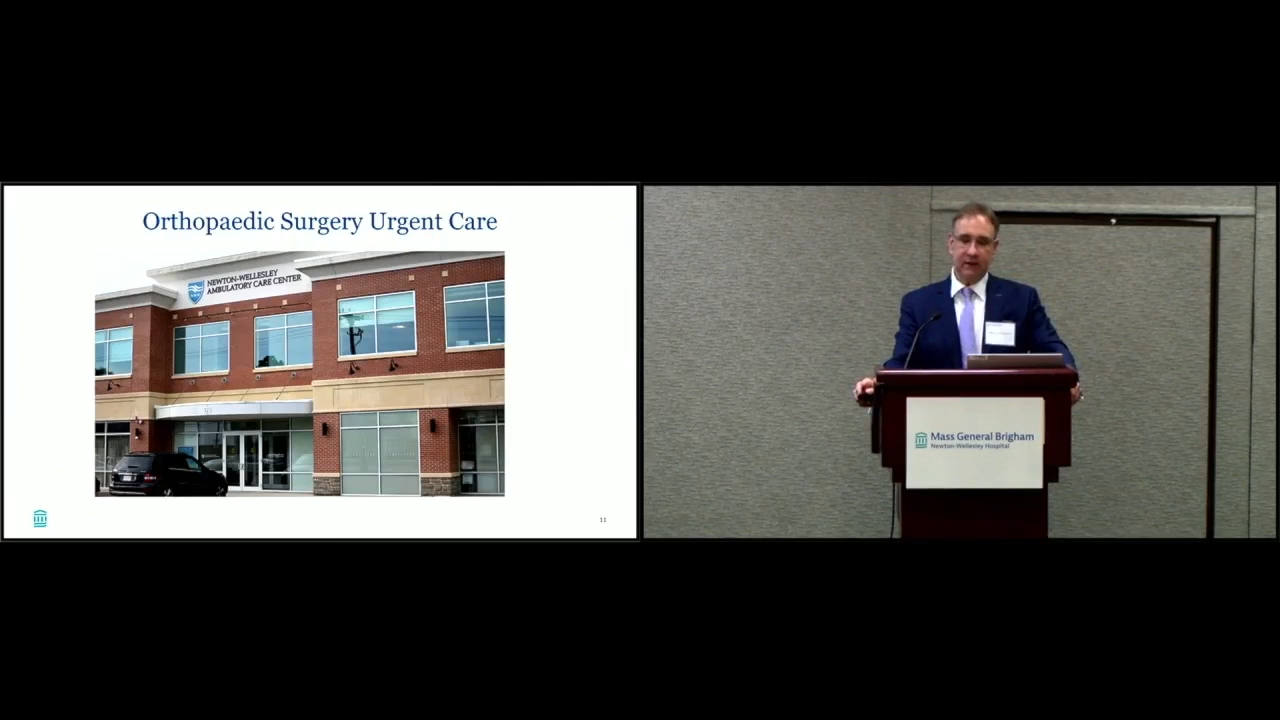 Orthopaedic Surgery Urgent Care
NEWTON-WELLESLEY
AMBULATORY CARE CENTER
11
Mass General Brigham
Newton-Wellesley Hospital